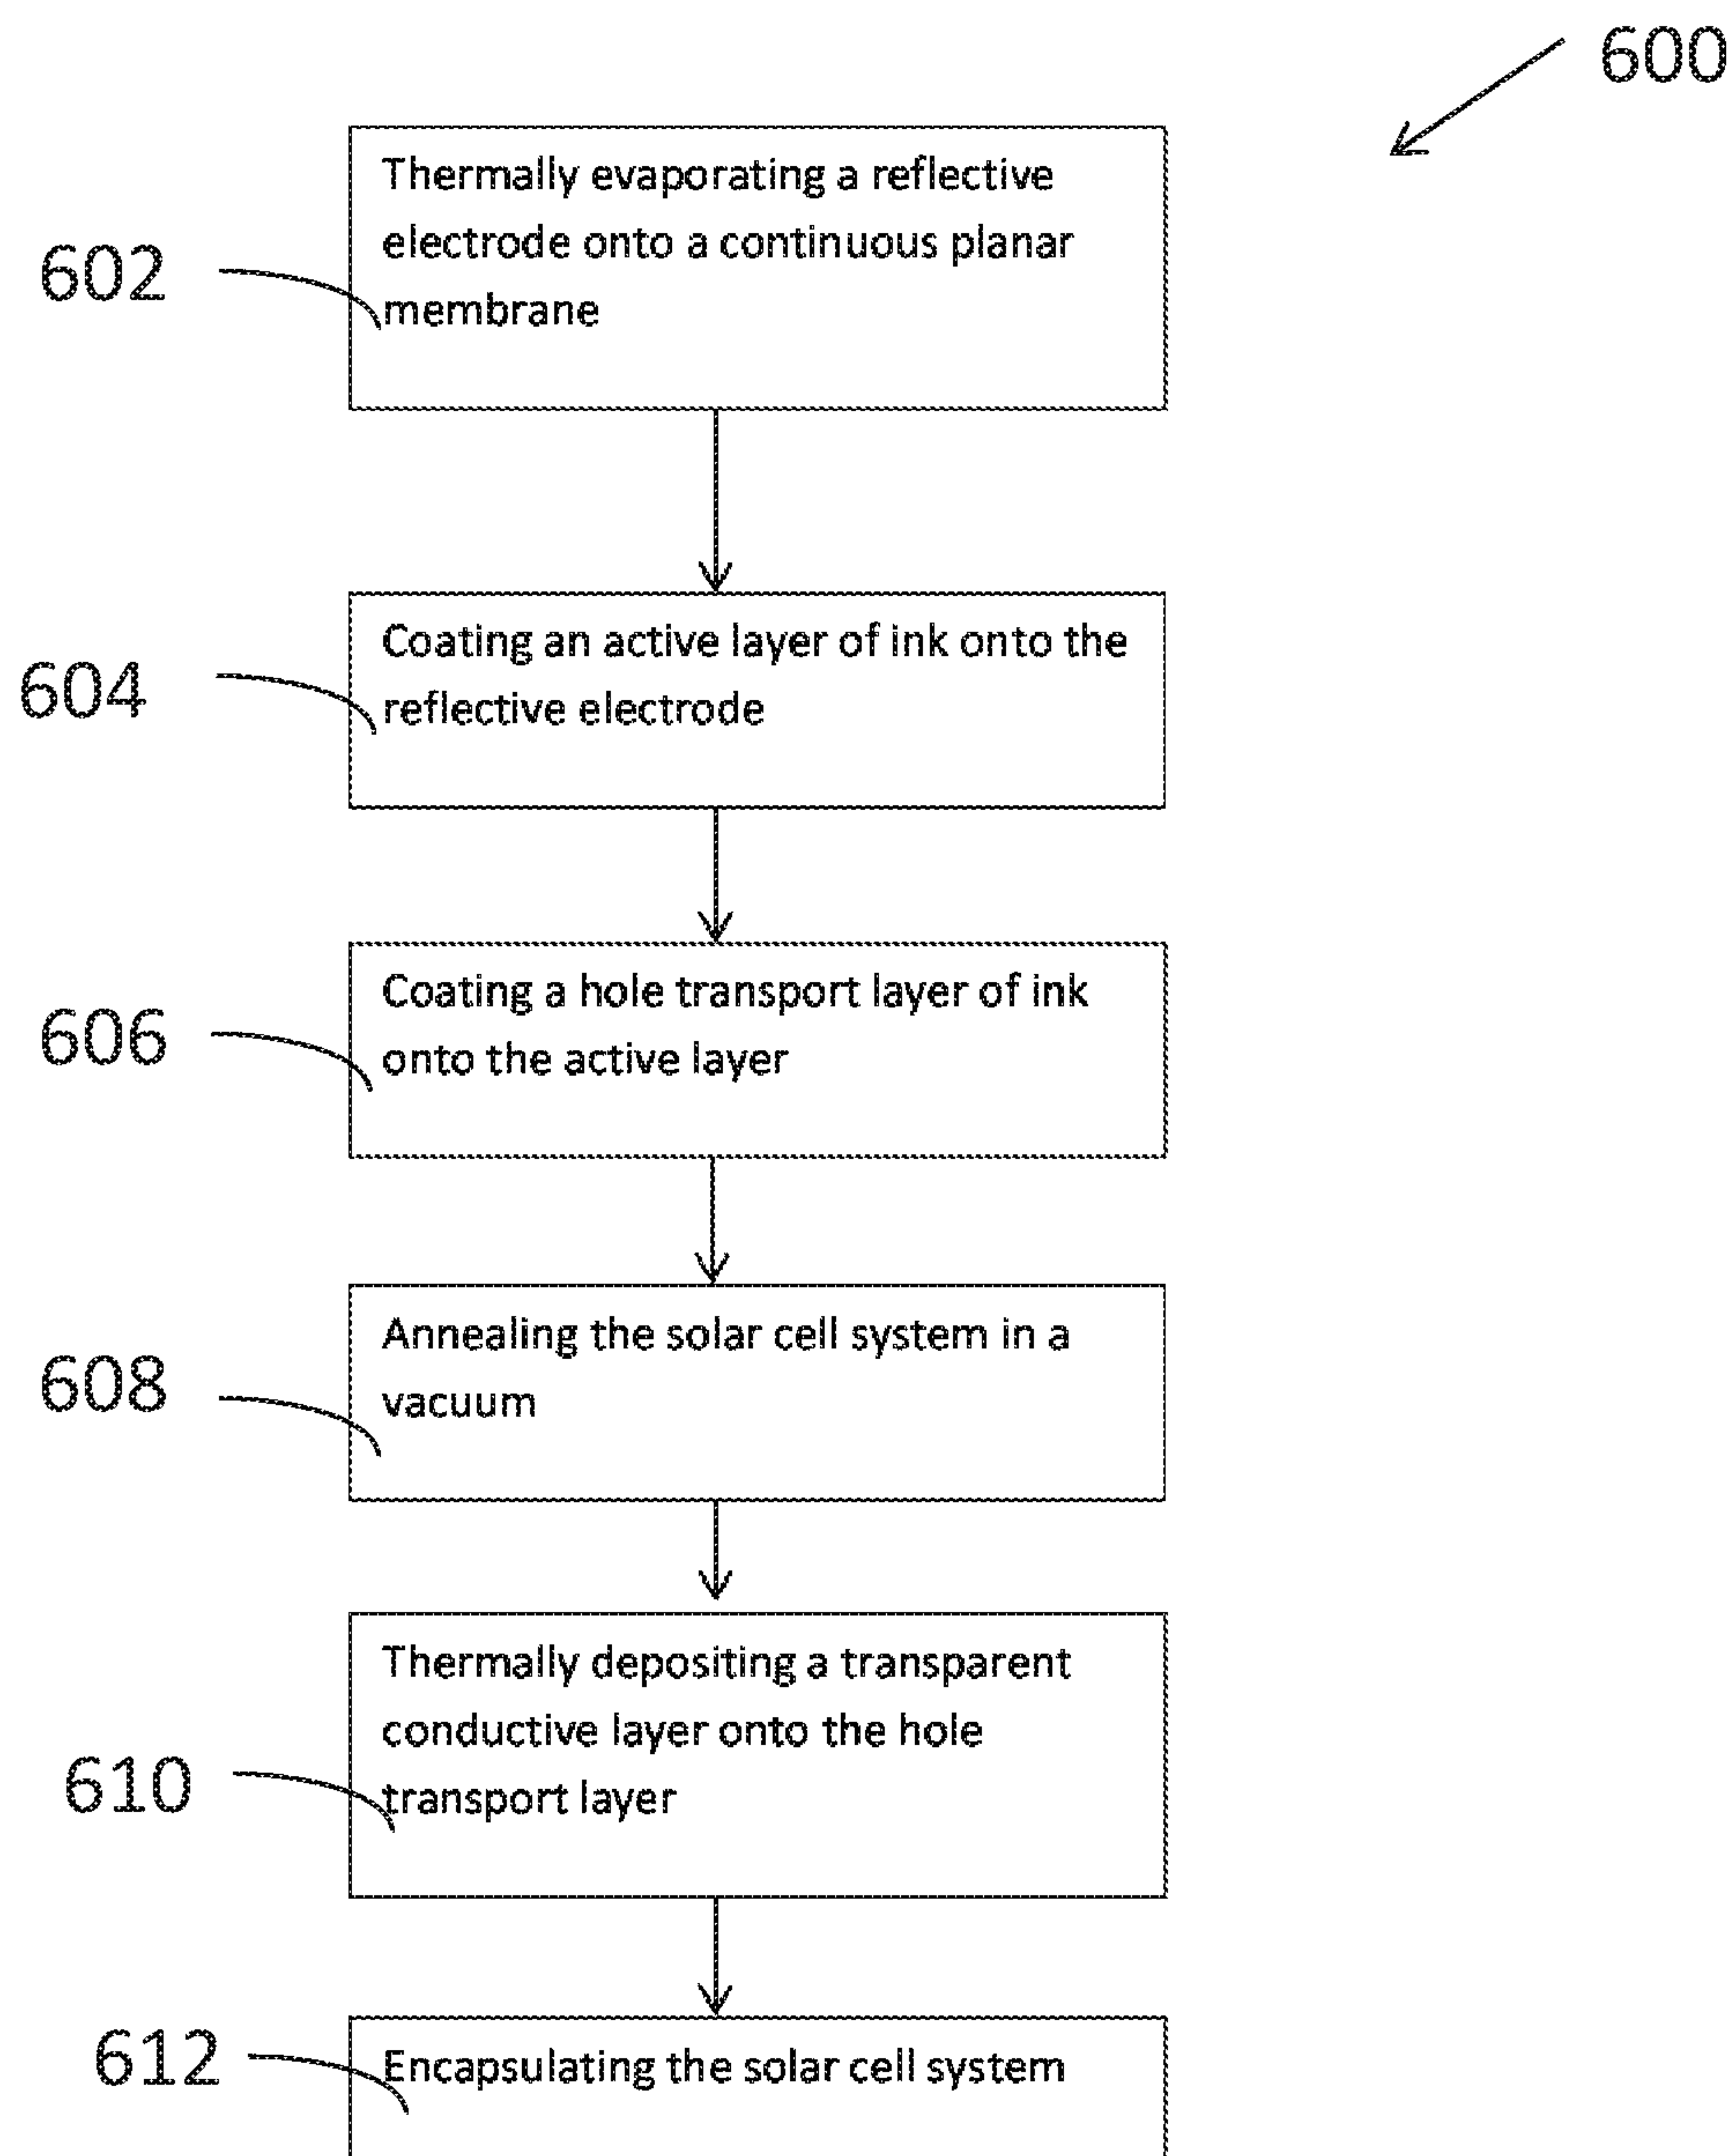 600
602
Thermally evaporating a reflective
electrode onto a continuous planar
membrane
604
Coating an active layer of ink onto the
reflective electrode
606
Coating a hole transport layer of ink
onto the active layer
608
Annealing the solar cell system in a
vacuum
610
Thermally depositing a transparent
conductive layer onto the hole
transport layer
612
Encapsulating the solar cell system